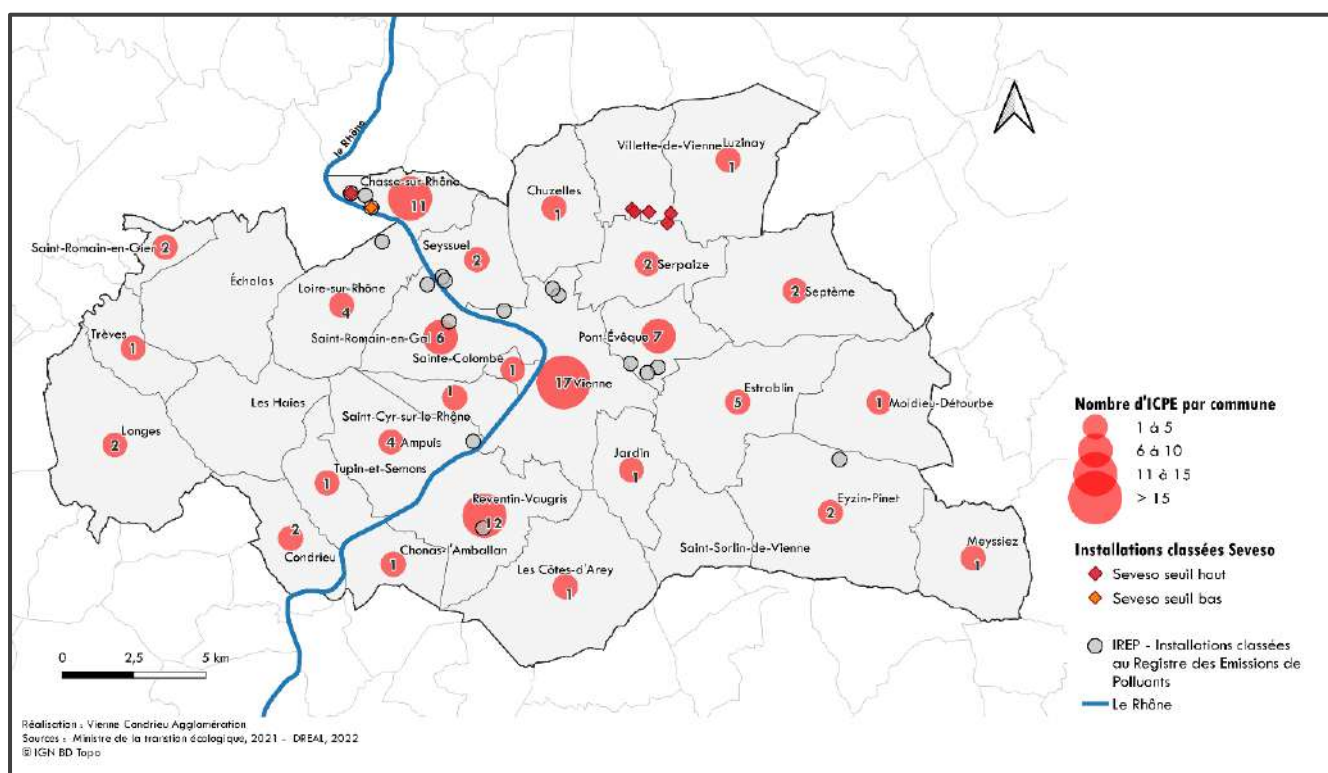 le Rhône
Villette-de-Vienne
Luzinay
1
Chasse-sur-Rhône
11
Chuzelles
1
Saint-Romain-en-Gier
2
Seyssuel
2
2
Serpaize
Échalas
Loire-sur-Rhône
4
2
Septème
Trèves
1
Saint-Romain-en-Gal
6
Pont-Évêque
7
Sainte-Colombe
1
17
Vienne
Estrablin
5
1
Moidieu-Détourbe
Les Haies
1
Saint-Cyr-sur-le-Rhône
Longes
2
4
Ampuis
Jardin
1
Tupin-et-Semons
1
Reventin-Vaugris
12
Eyzin-Pinet
2
2
Condrieu
Chonas-l'Amballan
1
Les Côtes-d'Arey
1
Saint-Sorlin-de-Vienne
Meyssiez
1
Nombre d'ICPE par commune
1 à 5
6 à 10
11 à 15
> 15
Installations classées Seveso
Seveso seuil haut
Seveso seuil bas
IREP - Installations classées
au Registre des Emissions de
Polluants
Le Rhône
0 2,5 5 km
Réalisation : Vienne Condrieu Agglomération
Sources : Ministre de la transtion écologique, 2021 - DREAL, 2022
© IGN BD Topo